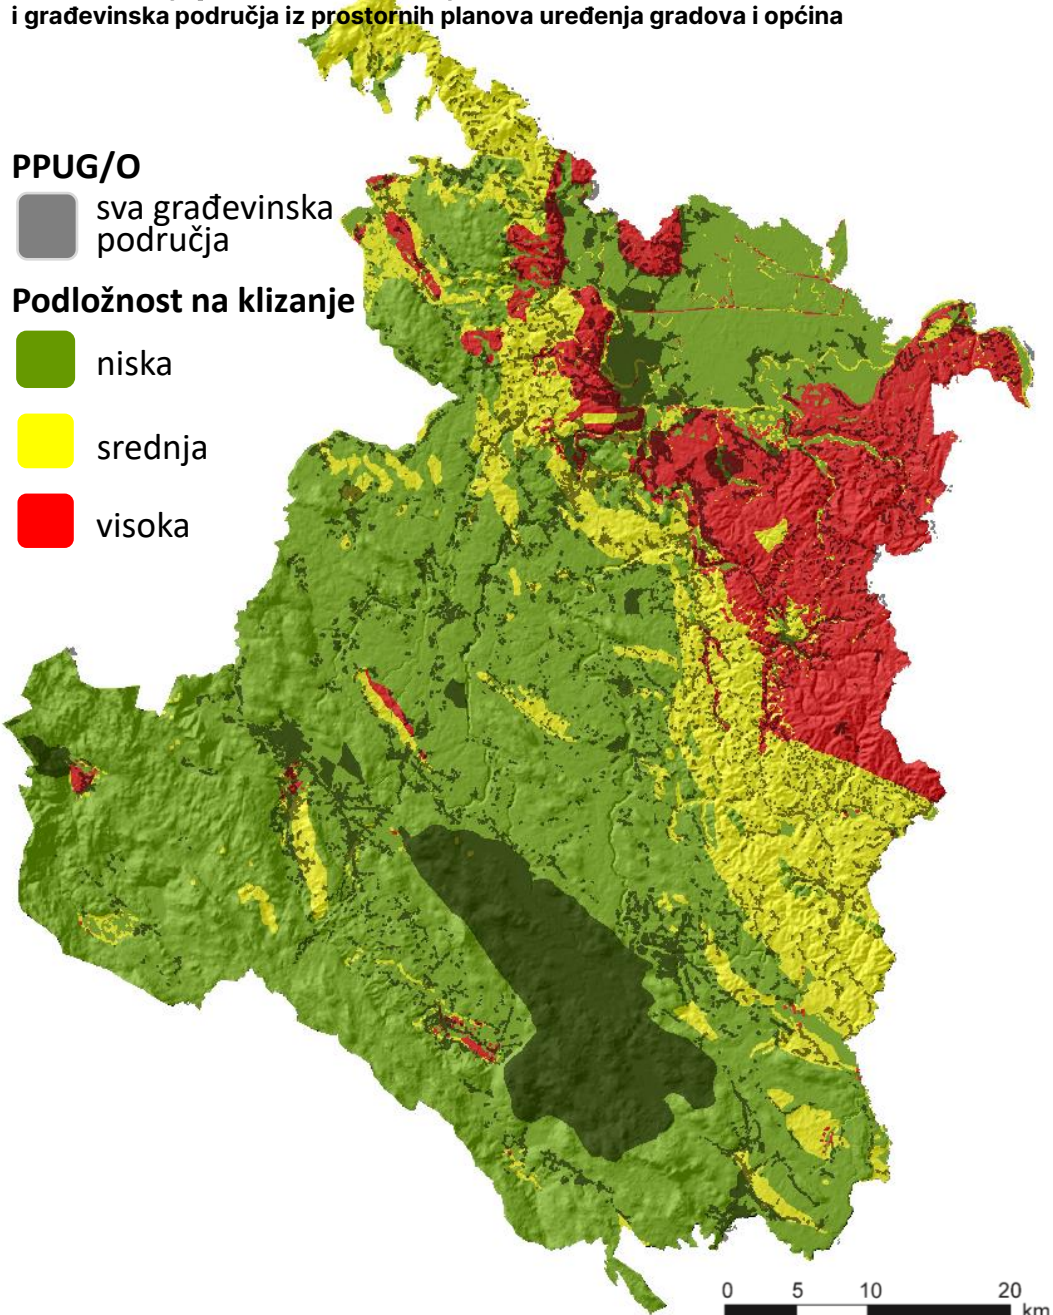 i građevinska područja iz prostornih planova uređenja gradova i općina
PPUG/O
sva građevinska
područja
Podložnost na klizanje
niska
srednja
visoka
0 5 10 20
km